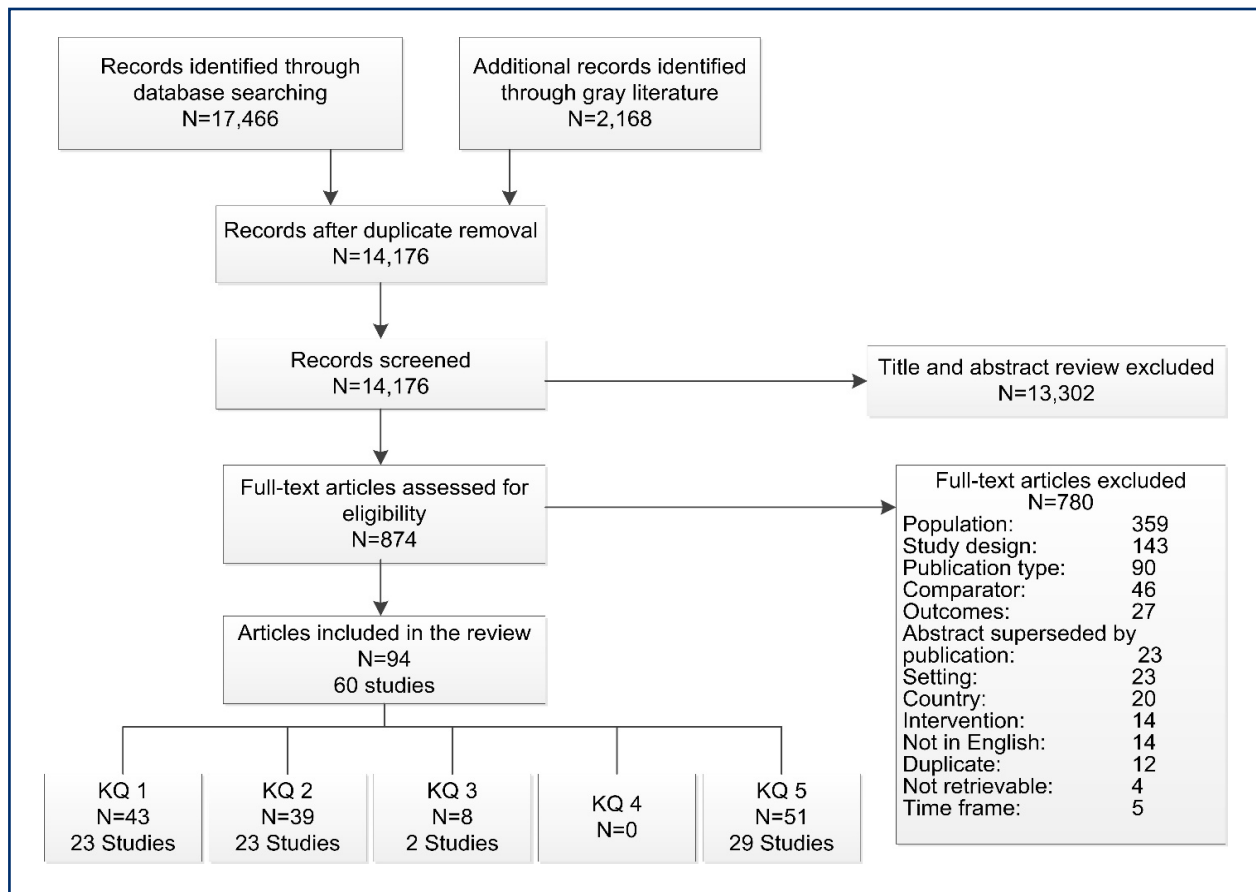 Records identified through
database searching
N=17,466
Additional records identified
through gray literature
N=2,168
Records after duplicate removal
N=14,176
Records screened
N=14,176
Title and abstract review excluded
N=13,302
Full-text articles assessed for
eligibility
N=874
Full-text articles excluded
N=780
Population: 359
Study design: 143
Publication type: 90
Comparator: 46
Outcomes: 27
Abstract superseded by
publication: 23
Setting: 23
Country: 20
Intervention: 14
Not in English: 14
Duplicate: 12
Not retrievable: 4
Time frame: 5
Articles included in the review
N=94
60 studies
KQ 1
N=43
23 Studies
KQ 2
N=39
23 Studies
KQ 3
N=8
2 Studies
KQ 4
N=0
KQ 5
N=51
29 Studies